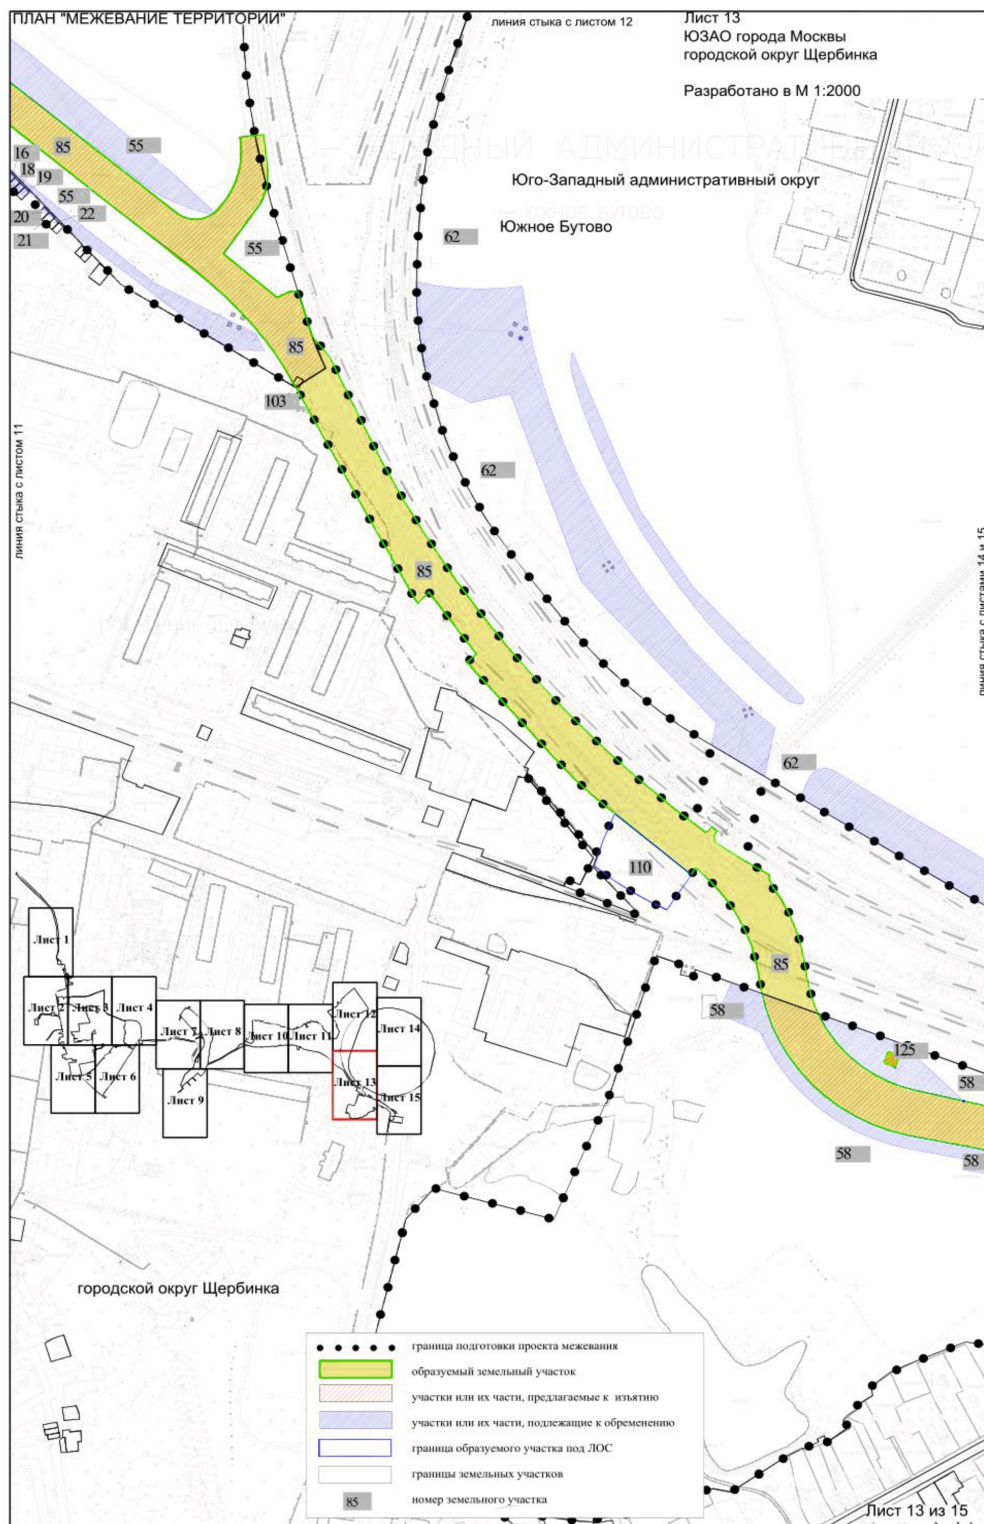 ПЛАН "МЕЖЕВАНИЕ ТЕРРИТОРИИ"
линия стыка с листом 12
Лист 13
ЮЗАО города Москвы
городской округ Щербинка
Разработано в М 1:2000
85
55
16
18
19
55
20
22
21
55
Юго-Западный административный округ
ЮЖНОЕ БУТОВО
Южное Бутово
62
85
103
линия стыка с листом 11
62
85
линия стыка с листами 14 и 15
62
110
85
58
125
58
58
58
Лист 1
Лист 2
Лист 3
Лист 4
Лист 5
Лист 6
Лист 7
Лист 8
Лист 9
Лист 10
Лист 11
Лист 12
Лист 13
Лист 14
Лист 15
городской округ Щербинка
граница подготовки проекта межевания
образуемый земельный участок
участки или их части, предлагаемые к изъятию
участки или их части, подлежащие к обременению
граница образуемого участка под ЛОС
границы земельных участков
85 номер земельного участка
Лист 13 из 15